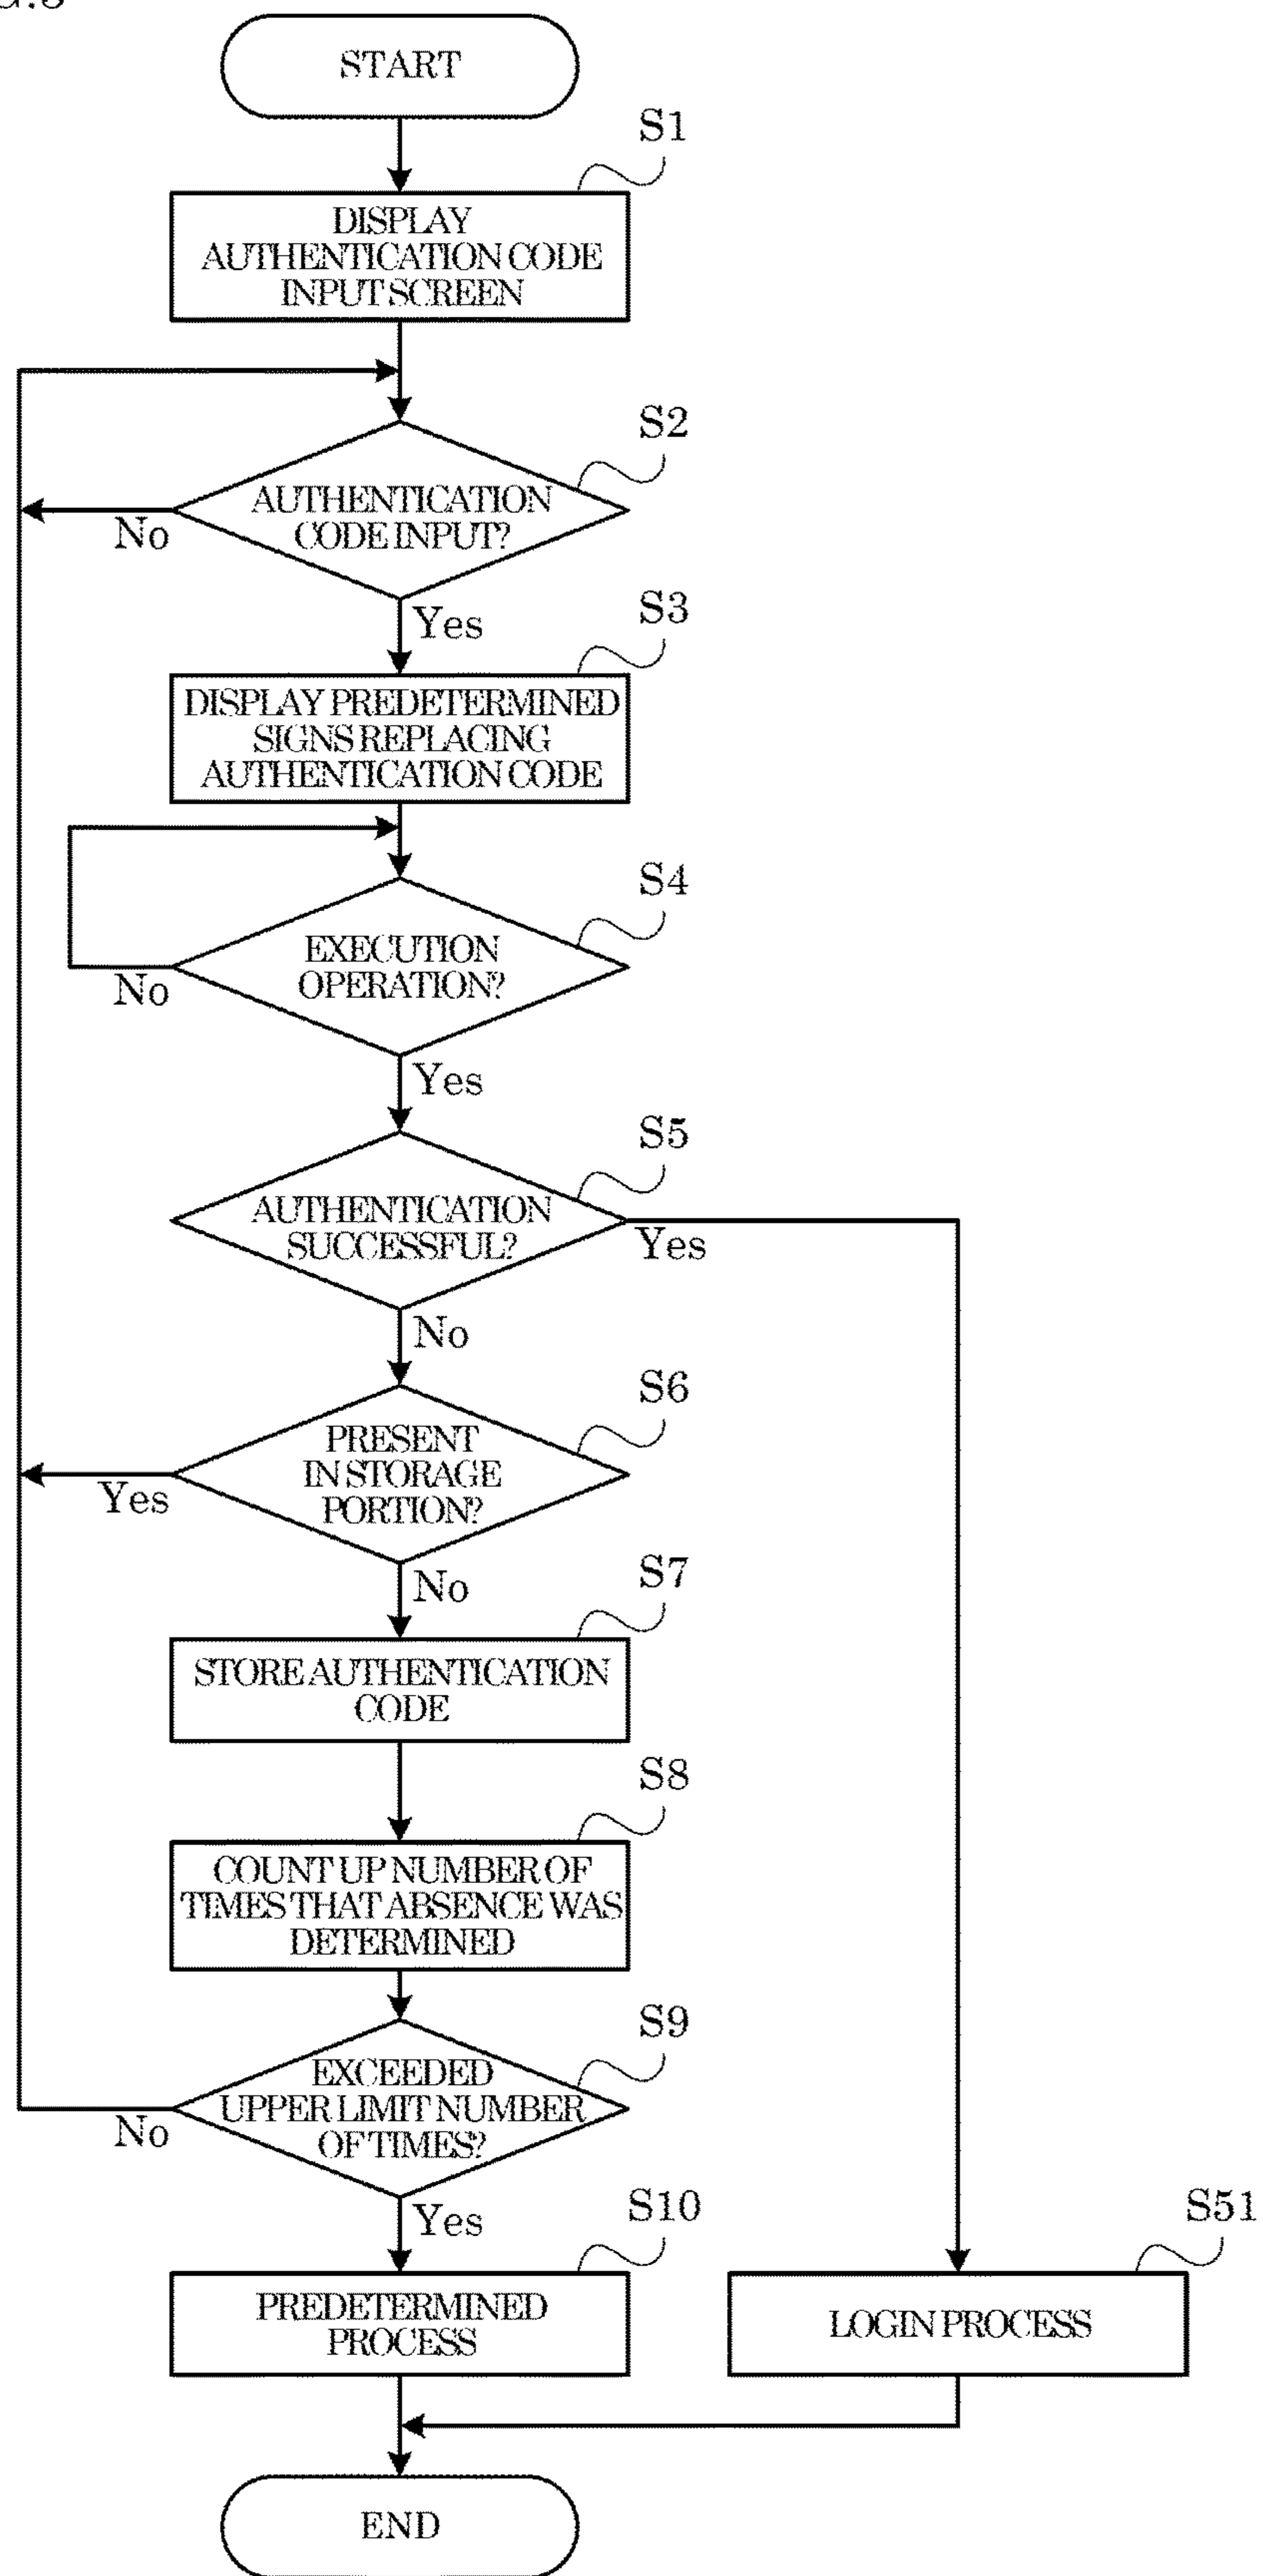 START
S1
DISPLAY
AUTHENTICATION CODE
INPUT SCREEN
S2
AUTHENTICATION
CODE INPUT?
No
Yes
S3
DISPLAY PREDETERMINED
SIGNS REPLACING
AUTHENTICATION CODE
S4
EXECUTION
OPERATION?
No
Yes
S5
AUTHENTICATION
SUCCESSFUL?
Yes
No
S6
PRESENT
IN STORAGE
PORTION?
Yes
No
S7
STORE AUTHENTICATION
CODE
S8
COUNT UP NUMBER OF
TIMES THAT ABSENCE WAS
DETERMINED
S9
EXCEEDED
UPPER LIMIT NUMBER
OF TIMES?
No
Yes
S10
PREDETERMINED
PROCESS
S51
LOGIN PROCESS
END